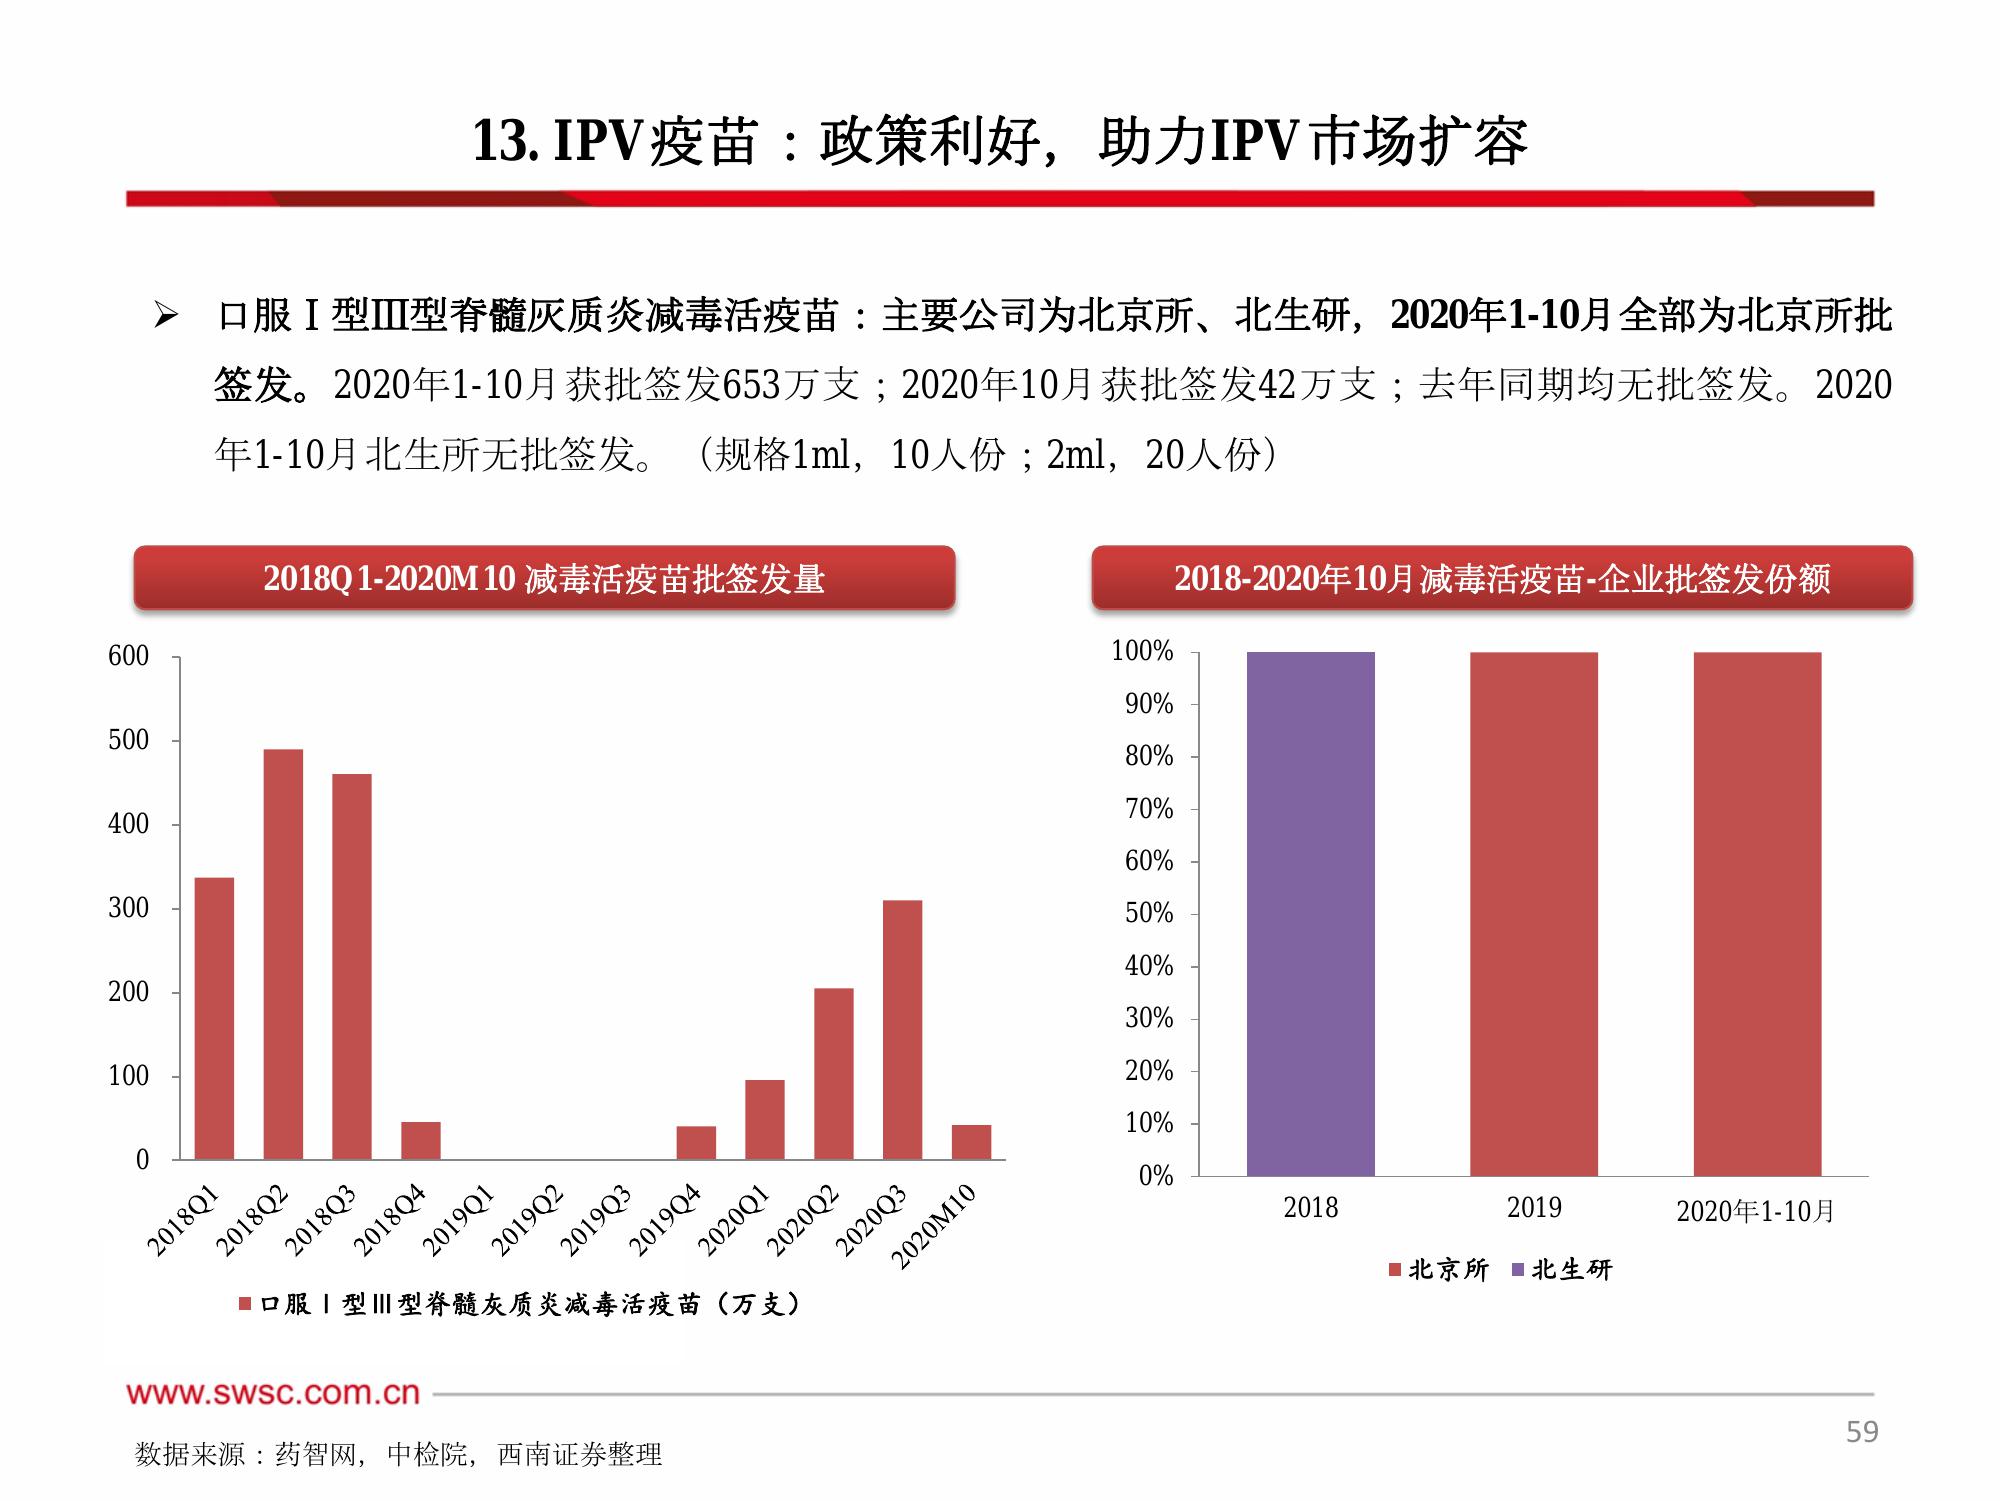 13. IPV疫苗：政策利好，助力IPV市场扩容
➢ 口服Ⅰ型Ⅲ型脊髓灰质炎减毒活疫苗：主要公司为北京所、北生研，2020年1-10月全部为北京所批
签发。2020年1-10月获批签发653万支；2020年10月获批签发42万支；去年同期均无批签发。2020
年1-10月北生所无批签发。（规格1ml，10人份；2ml，20人份）
2018Q1-2020M10 减毒活疫苗批签发量
600
500
400
300
200
100
0
2018Q1
2018Q2
2018Q3
2018Q4
2019Q1
2019Q2
2019Q3
2019Q4
2020Q1
2020Q2
2020Q3
2020M10
口服Ⅰ型Ⅲ型脊髓灰质炎减毒活疫苗（万支）
2018-2020年10月减毒活疫苗-企业批签发份额
100%
90%
80%
70%
60%
50%
40%
30%
20%
10%
0%
2018
2019
2020年1-10月
北京所 北生研
www.swsc.com.cn
59
数据来源：药智网，中检院，西南证券整理